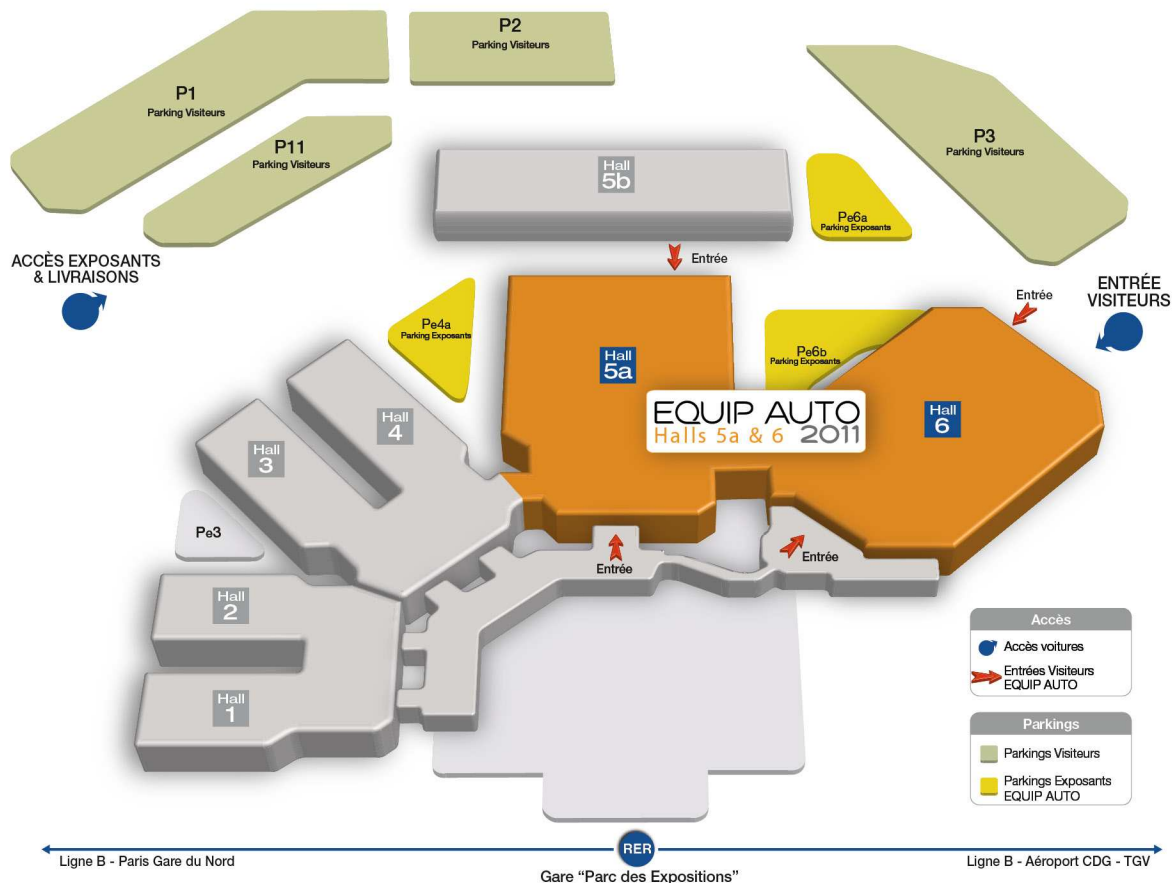 P1
Parking Visiteurs
P2
Parking Visiteurs
P11
Parking Visiteurs
P3
Parking Visiteurs
Hall
5b
Pe6a
Parking Exposants
ACCÈS EXPOSANTS
& LIVRAISONS
Entrée
ENTRÉE
VISITEURS
Entrée
Pe4a
Parking Exposants
Hall
5a
Pe6b
Parking Exposants
EQUIP AUTO
Halls 5a & 6 2011
Hall
6
Hall
4
Hall
3
Pe3
Entrée
Entrée
Hall
2
Hall
1
Accès
Accès voitures
Entrées Visiteurs
EQUIP AUTO
Parkings
Parkings Visiteurs
Parkings Exposants
EQUIP AUTO
RER
Ligne B - Paris Gare du Nord
Ligne B - Aéroport CDG - TGV
Gare "Parc des Expositions"